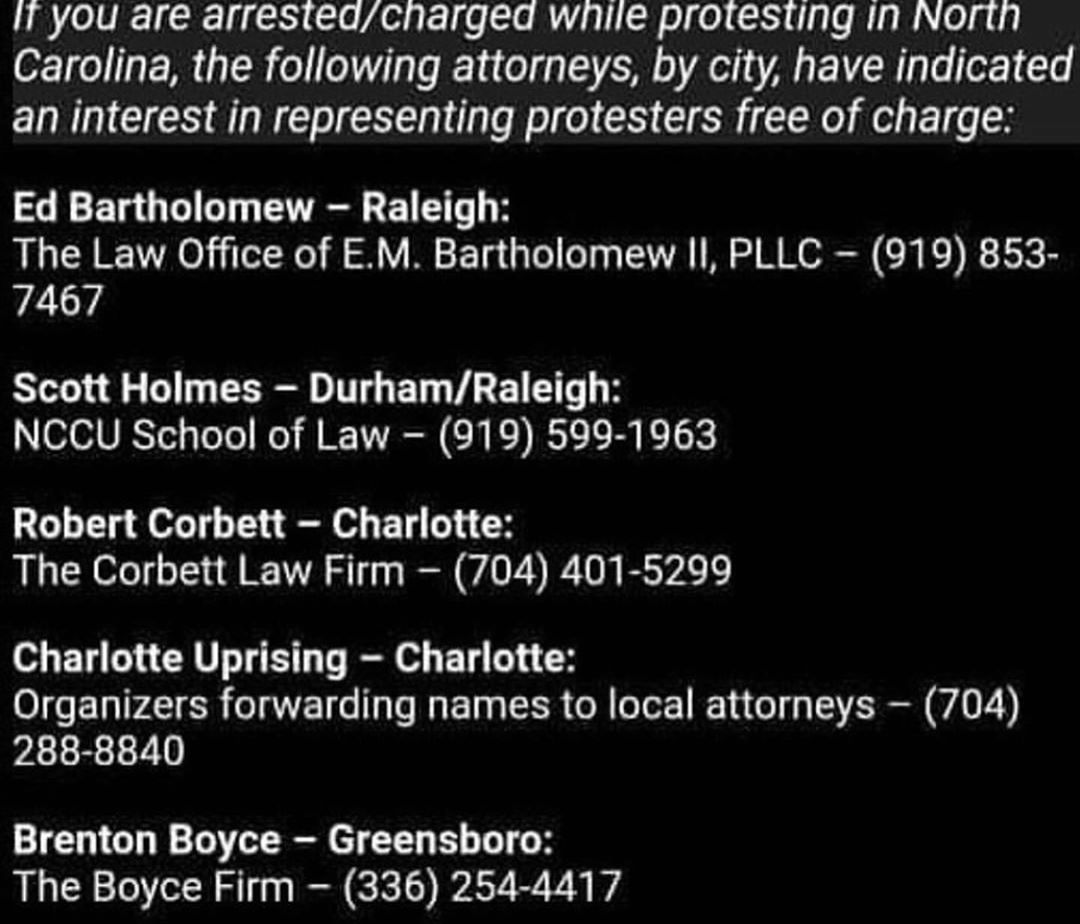 If you are arrested/charged while protesting in North
Carolina, the following attorneys, by city, have indicated
an interest in representing protesters free of charge:
Ed Bartholomew – Raleigh:
The Law Office of E.M. Bartholomew II, PLLC – (919) 853-
7467
Scott Holmes – Durham/Raleigh:
NCCU School of Law – (919) 599-1963
Robert Corbett – Charlotte:
The Corbett Law Firm – (704) 401-5299
Charlotte Uprising – Charlotte:
Organizers forwarding names to local attorneys – (704)
288-8840
Brenton Boyce – Greensboro:
The Boyce Firm – (336) 254-4417